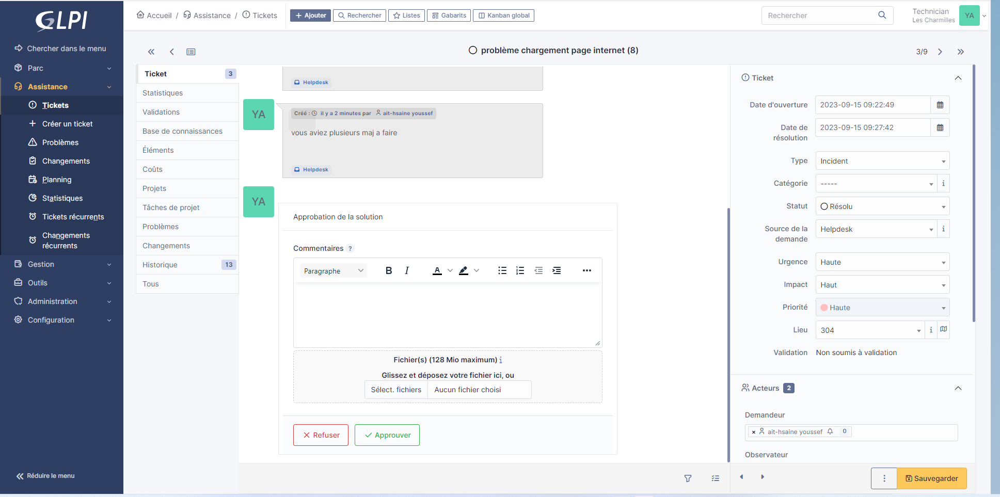 GLPI
Accueil / Assistance / Tickets
Ajouter
Rechercher
Listes
Gabarits
Kanban global
Rechercher
Technician
Les Charmilles
YA
Chercher dans le menu
Parc
Assistance
Tickets
Créer un ticket
Problèmes
Changements
Planning
Statistiques
Tickets récurrents
Changements
récurrents
Gestion
Outils
Administration
Configuration
Réduire le menu
problème chargement page internet (8)
3/9
Ticket 3
Statistiques
Validations
Base de connaissances
Éléments
Coûts
Projets
Tâches de projet
Problèmes
Changements
Historique 13
Tous
Helpdesk
YA
Créé : il y a 2 minutes par ait-hsaine youssef
vous aviez plusieurs maj a faire
Helpdesk
YA
Approbation de la solution
Commentaires ?
Paragraphe B I A
Fichier(s) (128 Mio maximum) i
Glissez et déposez votre fichier ici, ou
Sélect. fichiers Aucun fichier choisi
Refuser
Approuver
Ticket
Date d'ouverture 2023-09-15 09:22:49
Date de
résolution
2023-09-15 09:27:42
Type Incident
Catégorie ----- i
Statut Résolu
Source de la
demande
Helpdesk i
Urgence Haute
Impact Haut
Priorité Haute
Lieu 304 i
Validation Non soumis à validation
Acteurs 2
Demandeur
× ait-hsaine youssef 0
Observateur
Sauvegarder